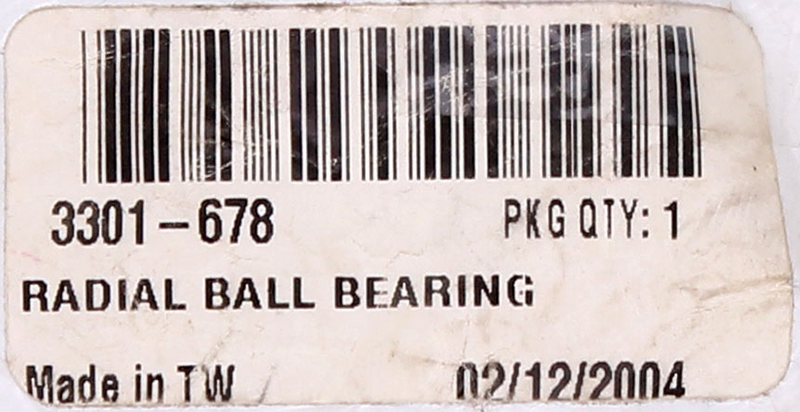 3301-678 PKG QTY: 1
RADIAL BALL BEARING
Made in TW 02/12/2004